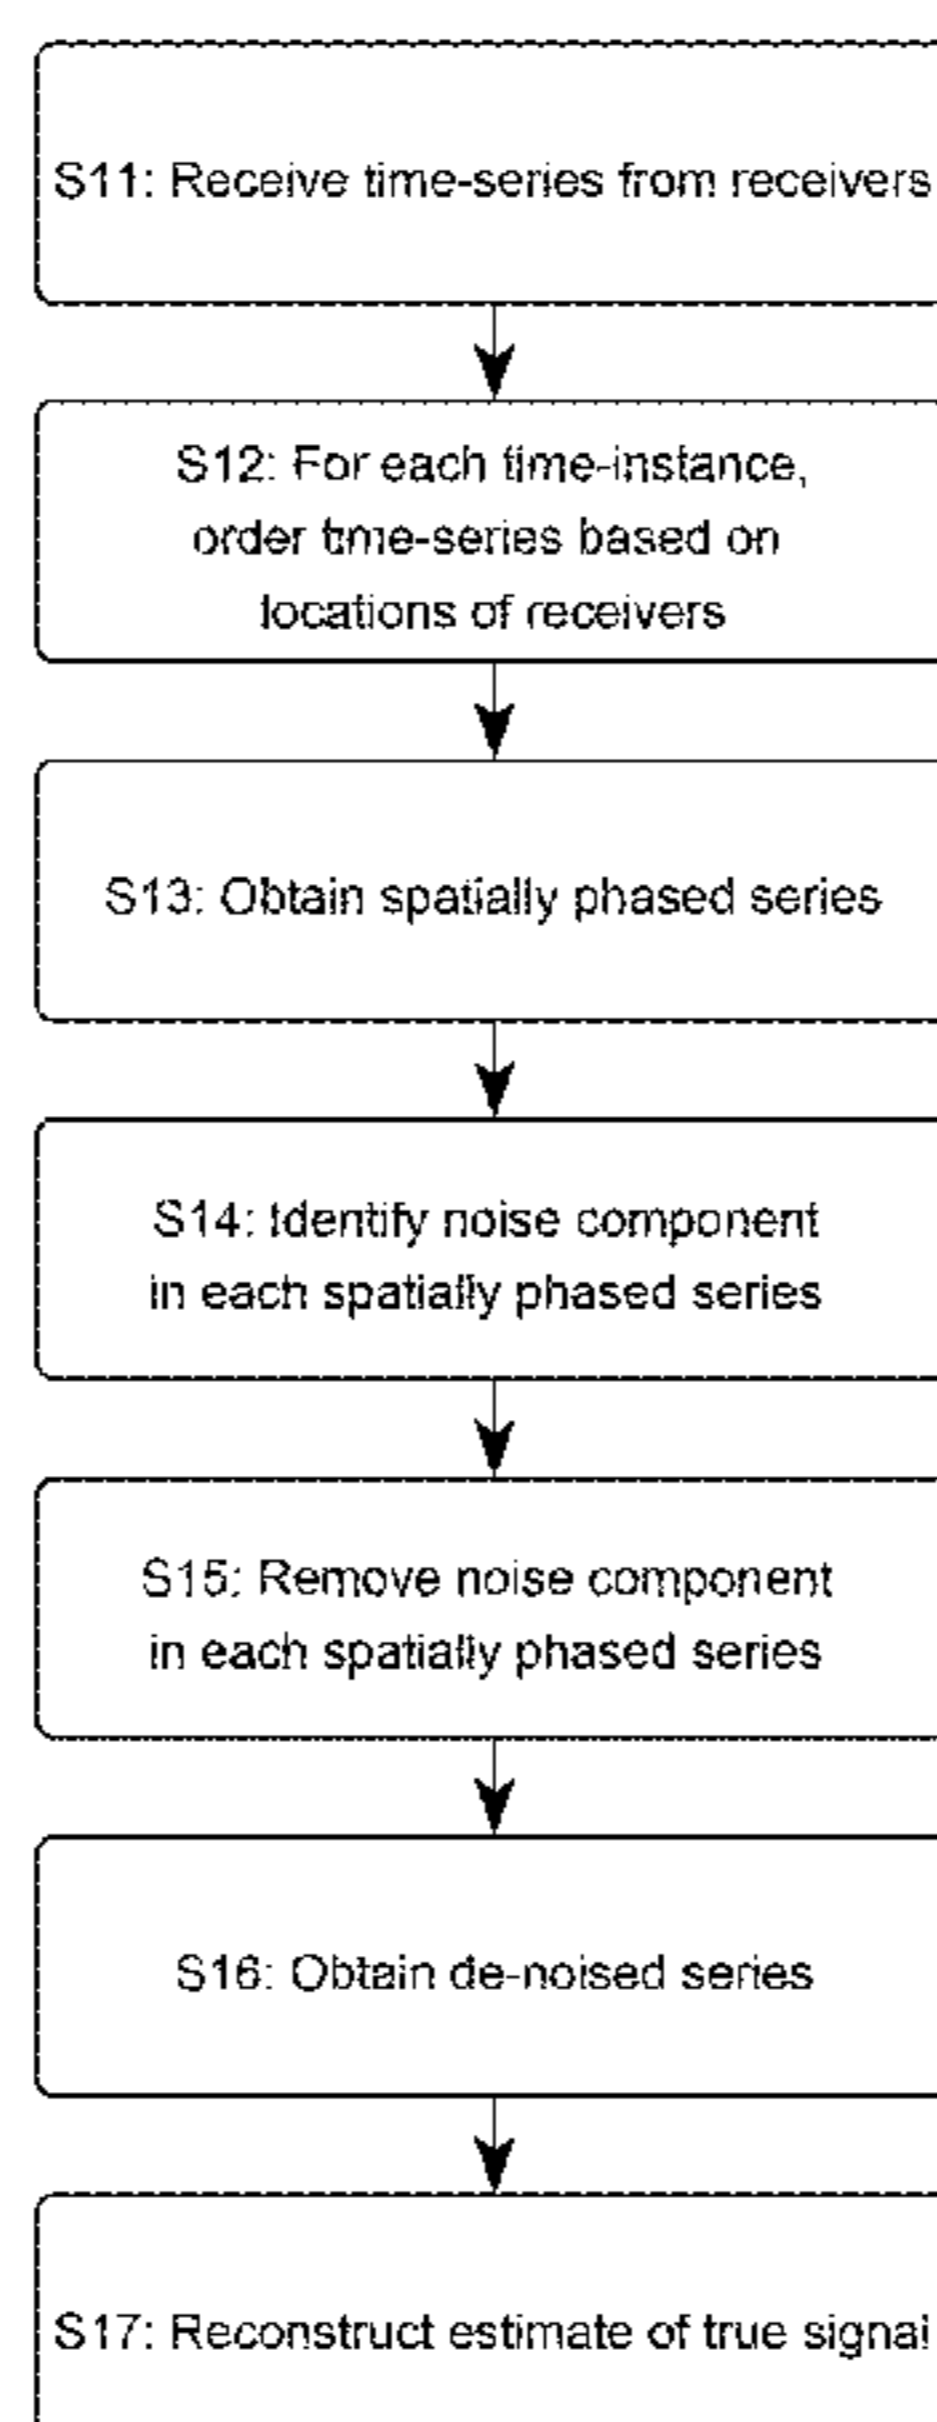 S11: Receive time-series from receivers
S12: For each time-instance,
order time-series based on
locations of receivers
S13: Obtain spatially phased series
S14: Identify noise component
in each spatially phased series
S15: Remove noise component
in each spatially phased series
S16: Obtain de-noised series
S17: Reconstruct estimate of true signal